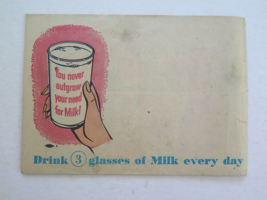 You never
outgrow
your need
for Milk!
Drink 3 glasses of Milk every day